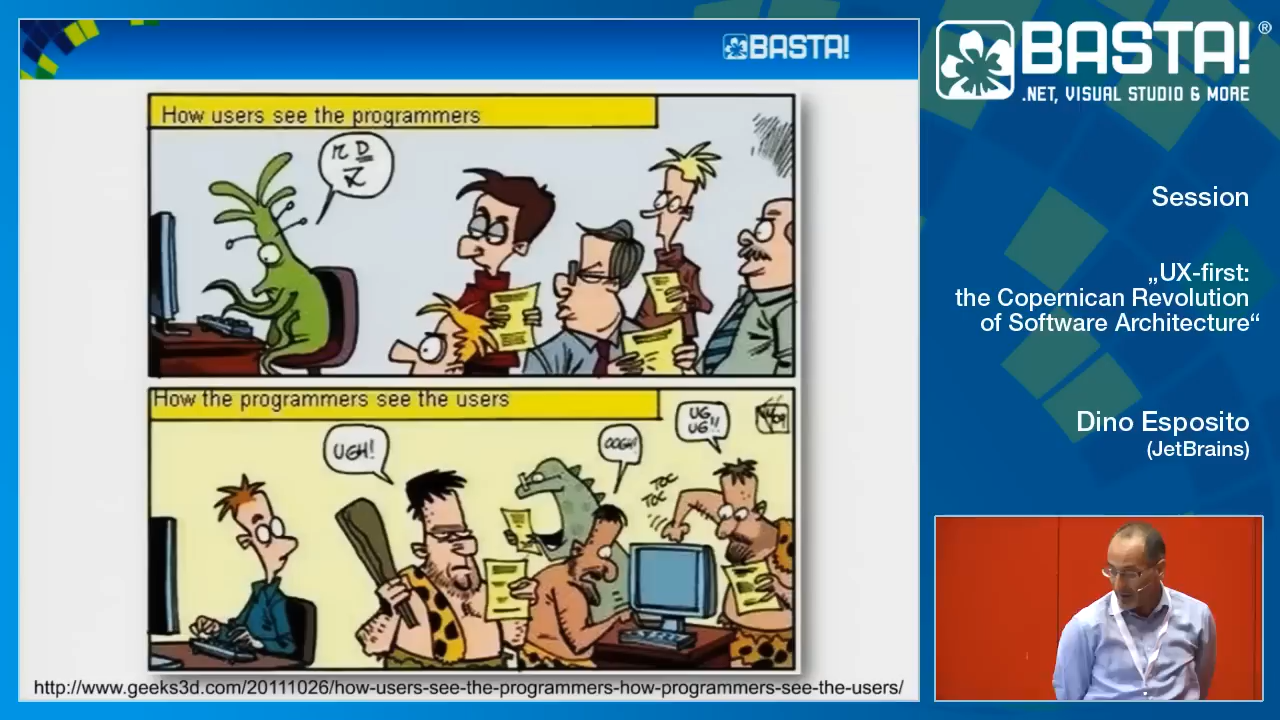 BASTA!
How users see the programmers
How the programmers see the users
UGH!
OOGH!
UG
UG!!
TOC
TOC
http://www.geeks3d.com/20111026/how-users-see-the-programmers-how-programmers-see-the-users/
BASTA!®
.NET, VISUAL STUDIO & MORE
Session
„UX-first:
the Copernican Revolution
of Software Architecture“
Dino Esposito
(JetBrains)